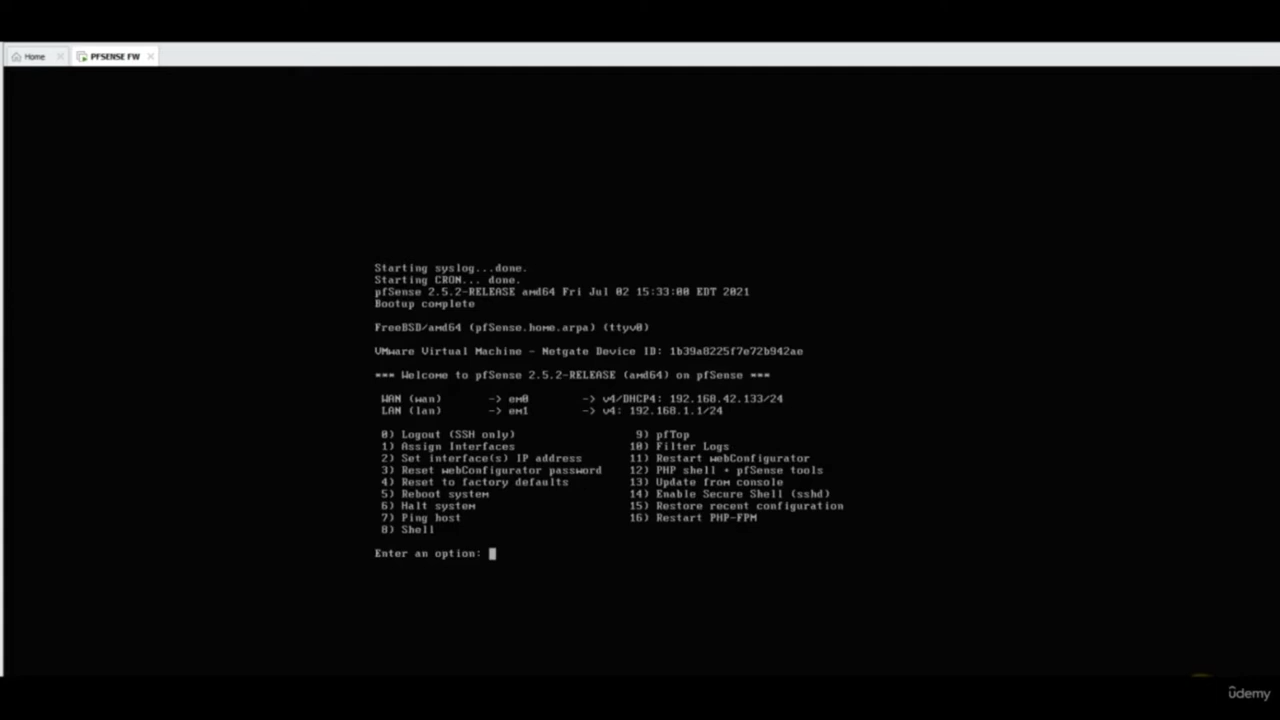 Home
PFSENSE FW
Starting syslog...done.
Starting CRON... done.
pfSense 2.5.2-RELEASE amd64 Fri Jul 02 15:33:00 EDT 2021
Bootup complete
FreeBSD/amd64 (pfSense.home.arpa) (ttyv0)
VMware Virtual Machine - Netgate Device ID: 1b39a8225f7e72b942ae
*** Welcome to pfSense 2.5.2-RELEASE (amd64) on pfSense ***
WAN (wan) -> em0 -> v4/DHCP4: 192.168.42.133/24
LAN (lan) -> em1 -> v4: 192.168.1.1/24
0) Logout (SSH only) 9) pfTop
1) Assign Interfaces 10) Filter Logs
2) Set interface(s) IP address 11) Restart webConfigurator
3) Reset webConfigurator password 12) PHP shell + pfSense tools
4) Reset to factory defaults 13) Update from console
5) Reboot system 14) Enable Secure Shell (sshd)
6) Halt system 15) Restore recent configuration
7) Ping host 16) Restart PHP-FPM
8) Shell
Enter an option:
udemy